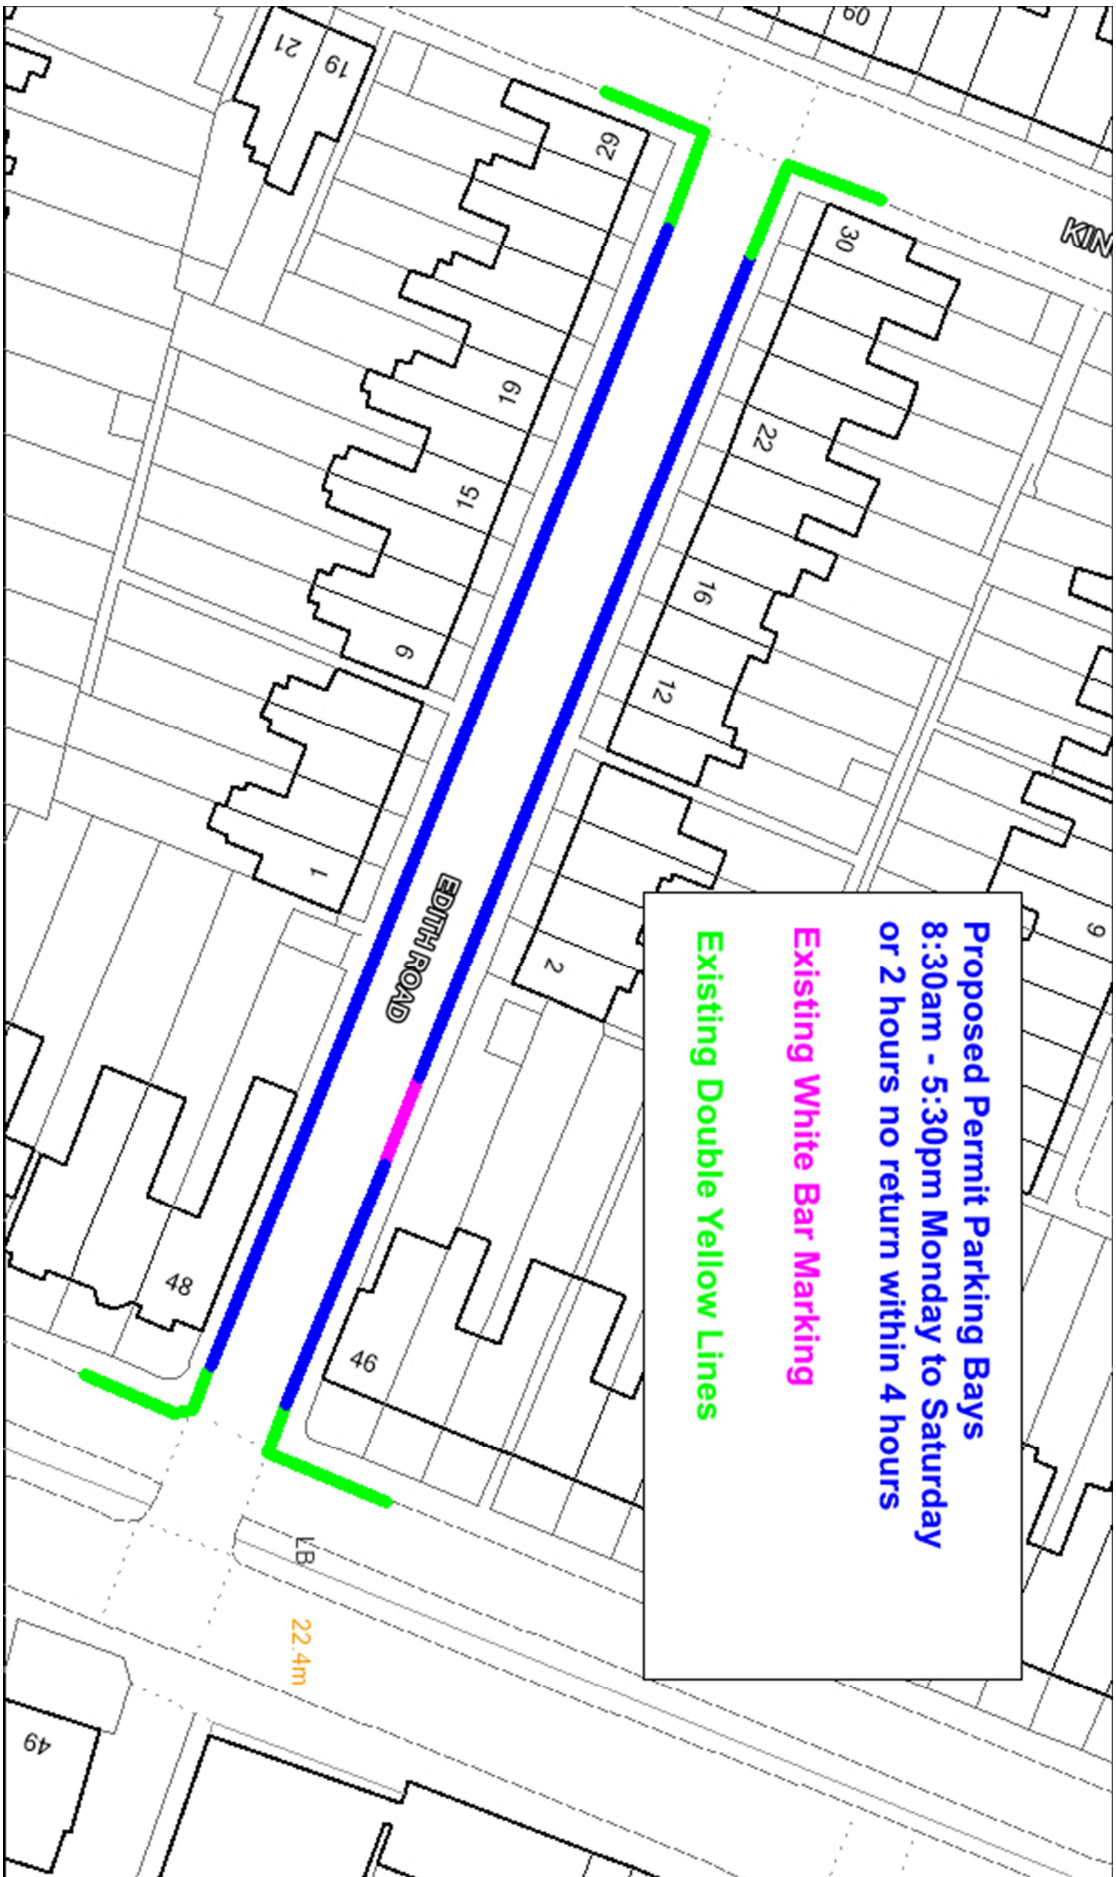 Proposed Permit Parking Bays
8:30am - 5:30pm Monday to Saturday
or 2 hours no return within 4 hours
Existing White Bar Marking
Existing Double Yellow Lines
EDITH ROAD
KIN
60
21
19
29
30
19
22
15
16
9
12
1
2
9
48
46
LB
22.4m
49